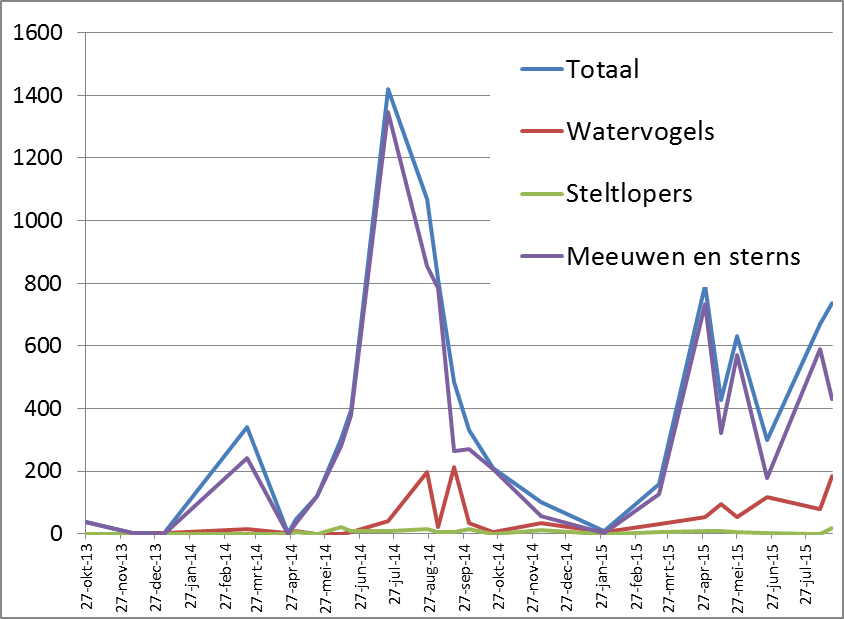 1600
1400
1200
1000
800
600
400
200
0
Totaal
Watervogels
Steltlopers
Meeuwen en sterns
27-okt-13
27-nov-13
27-dec-13
27-jan-14
27-feb-14
27-mrt-14
27-apr-14
27-mei-14
27-jun-14
27-jul-14
27-aug-14
27-sep-14
27-okt-14
27-nov-14
27-dec-14
27-jan-15
27-feb-15
27-mrt-15
27-apr-15
27-mei-15
27-jun-15
27-jul-15